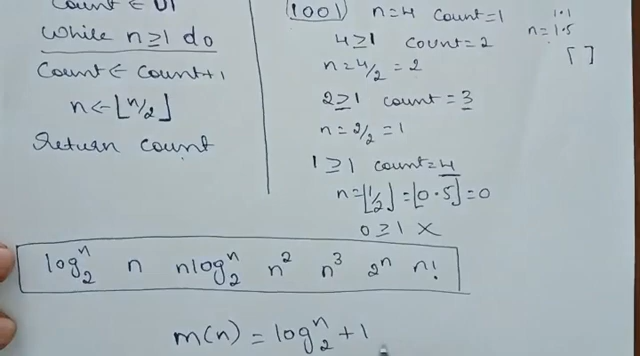 Count ← 01
While n≥1 do
Count ← Count+1
n ← ⌊n/2⌋
Return Count
(1001) n=4 Count=1
4≥1 Count=2
n=4/2=2
2≥1 count=3
n=2/2=1
1≥1 count=4
n=⌊1/2⌋=⌊0.5⌋=0
0≥1 X
1.1
n=1.5
⌈ ⌉
log₂ⁿ n nlog₂ⁿ n² n³ 2ⁿ n!
m(n) = log₂ⁿ + 1